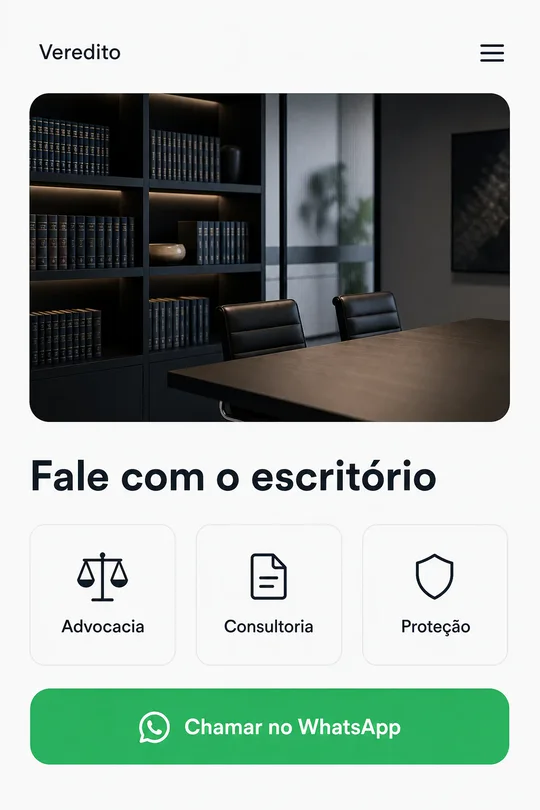 Veredito
Fale com o escritório
Advocacia
Consultoria
Proteção
Chamar no WhatsApp